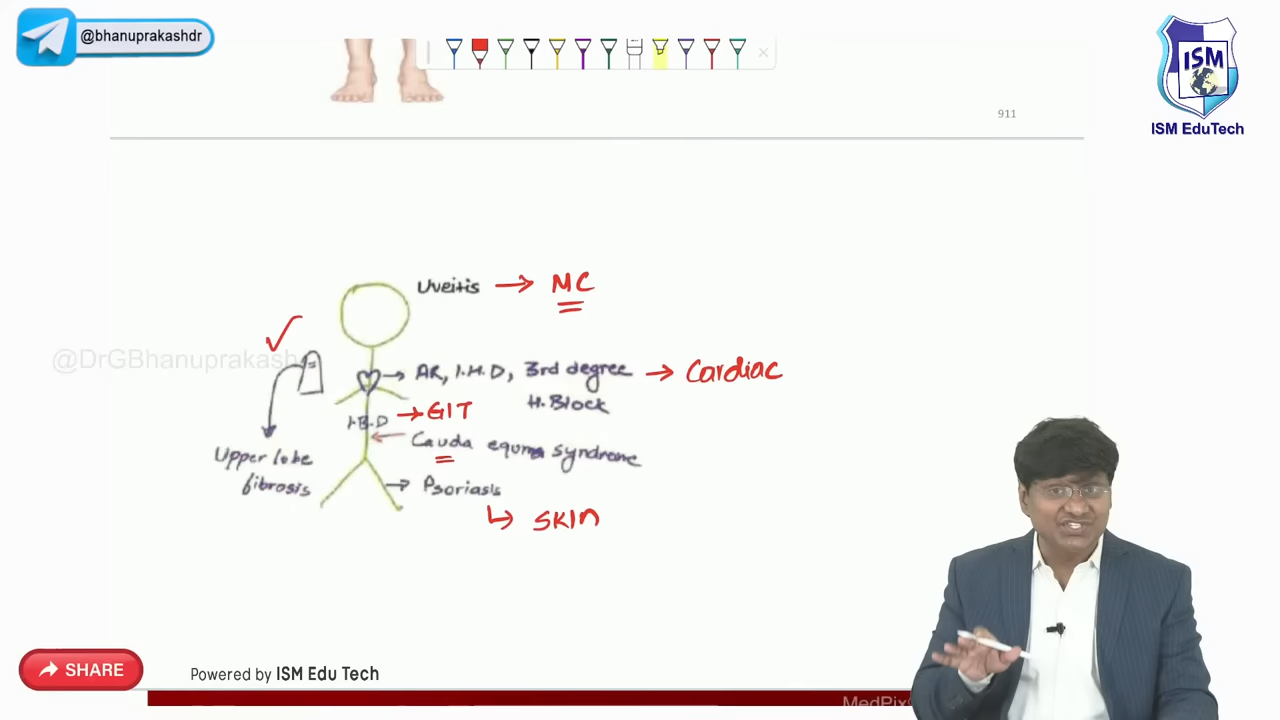 @bhanuprakashdr
ISM
ISM EduTech
911
Uveitis → MC
@DrGBhanuprakash
AR, I.H.D, 3rd degree → Cardiac
H. Block
I.B.D → GIT
Cauda equina syndrome
Upper lobe
fibrosis
Psoriasis
SKIn
SHARE
Powered by ISM Edu Tech
MedPix